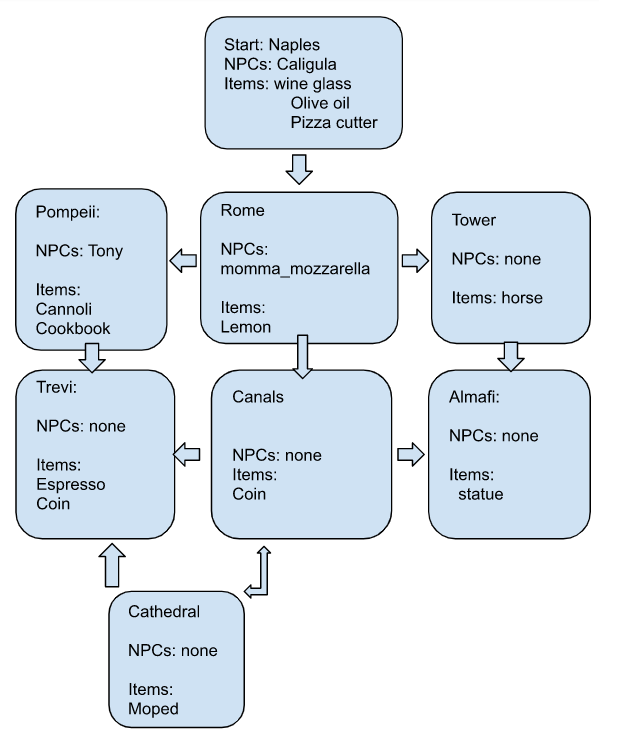 Start: Naples
NPCs: Caligula
Items: wine glass
Olive oil
Pizza cutter
Pompeii:
NPCs: Tony
Items:
Cannoli
Cookbook
Rome
NPCs:
momma_mozzarella
Items:
Lemon
Tower
NPCs: none
Items: horse
Trevi:
NPCs: none
Items:
Espresso
Coin
Canals
NPCs: none
Items:
Coin
Almafi:
NPCs: none
Items:
statue
Cathedral
NPCs: none
Items:
Moped